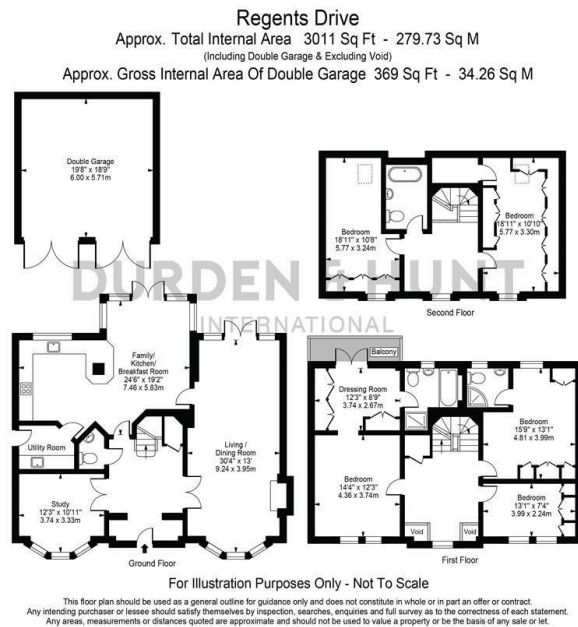 Regents Drive
Approx. Total Internal Area 3011 Sq Ft - 279.73 Sq M
(Including Double Garage & Excluding Void)
Approx. Gross Internal Area Of Double Garage 369 Sq Ft - 34.26 Sq M
Double Garage
19'8" x 18'9"
6.00 x 5.71m
Bedroom
18'11" x 10'8"
5.77 x 3.24m
Bedroom
18'11" x 10'10"
5.77 x 3.30m
Second Floor
DURDEN & HUNT
INTERNATIONAL
Family/
Kitchen/
Breakfast Room
24'6" x 19'2"
7.46 x 5.83m
Utility Room
Living /
Dining Room
30'4" x 13'
9.24 x 3.95m
Study
12'3" x 10'11"
3.74 x 3.33m
Ground Floor
Balcony
Dressing Room
12'3" x 8'9"
3.74 x 2.67m
Bedroom
15'9" x 13'1"
4.81 x 3.99m
Bedroom
14'4" x 12'3"
4.36 x 3.74m
Bedroom
13'1" x 7'4"
3.99 x 2.24m
Void
Void
First Floor
For Illustration Purposes Only - Not To Scale
This floor plan should be used as a general outline for guidance only and does not constitute in whole or in part an offer or contract.
Any intending purchaser or lessee should satisfy themselves by inspection, searches, enquiries and full survey as to the correctness of each statement.
Any areas, measurements or distances quoted are approximate and should not be used to value a property or be the basis of any sale or let.